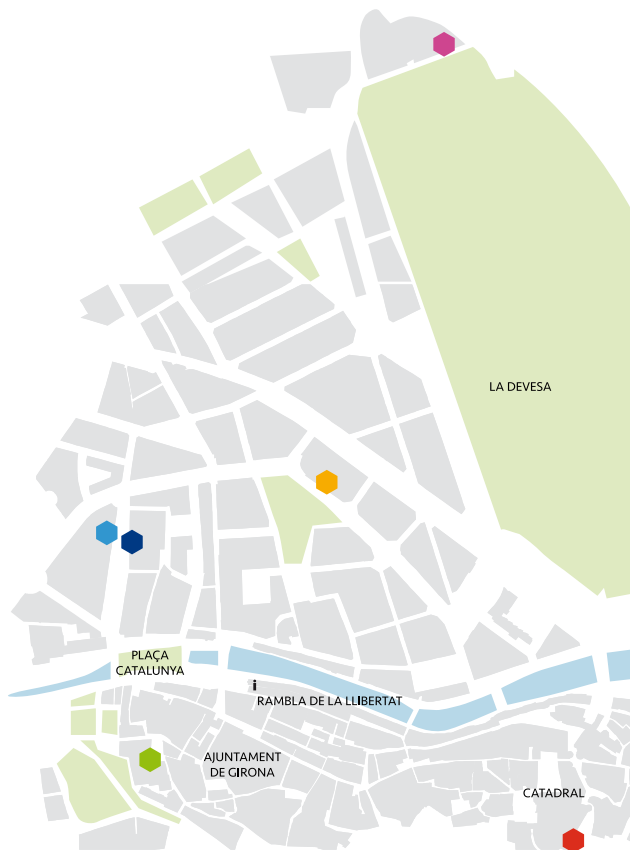 LA DEVESA
PLAÇA
CATALUNYA
i
RAMBLA DE LA LLIBERTAT
AJUNTAMENT
DE GIRONA
CATADRAL